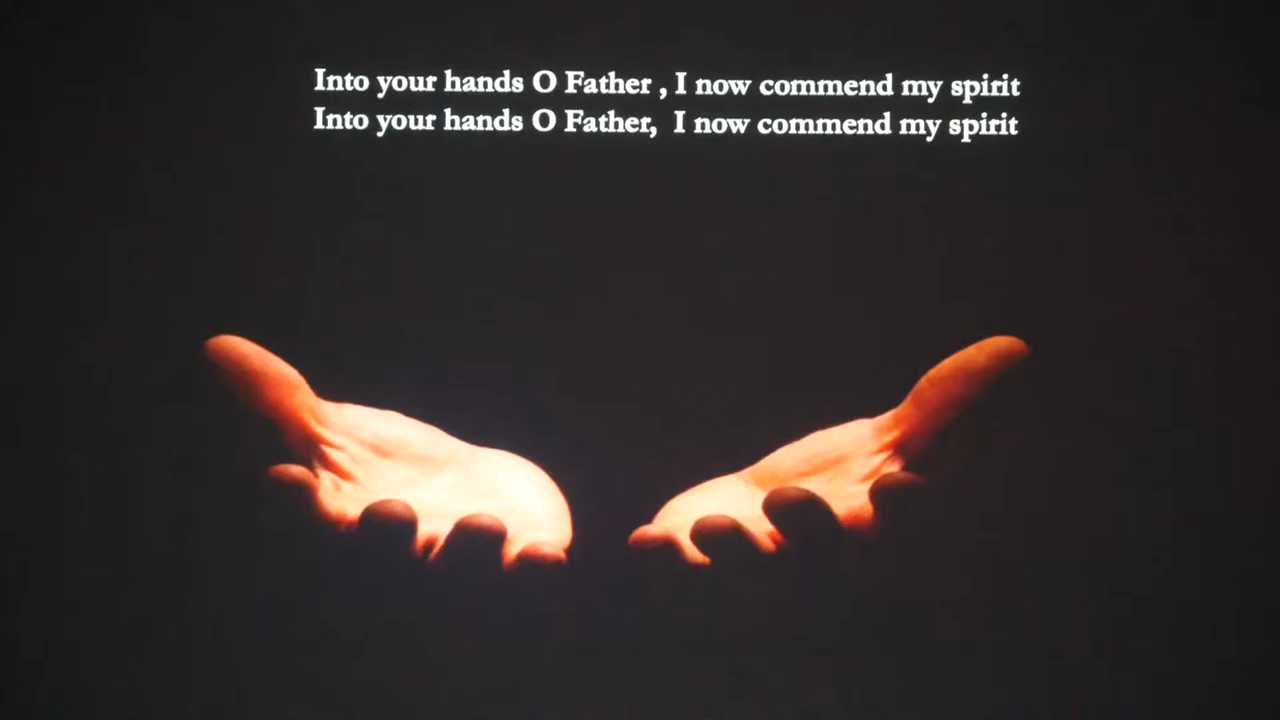 Into your hands O Father , I now commend my spirit
Into your hands O Father,  I now commend my spirit